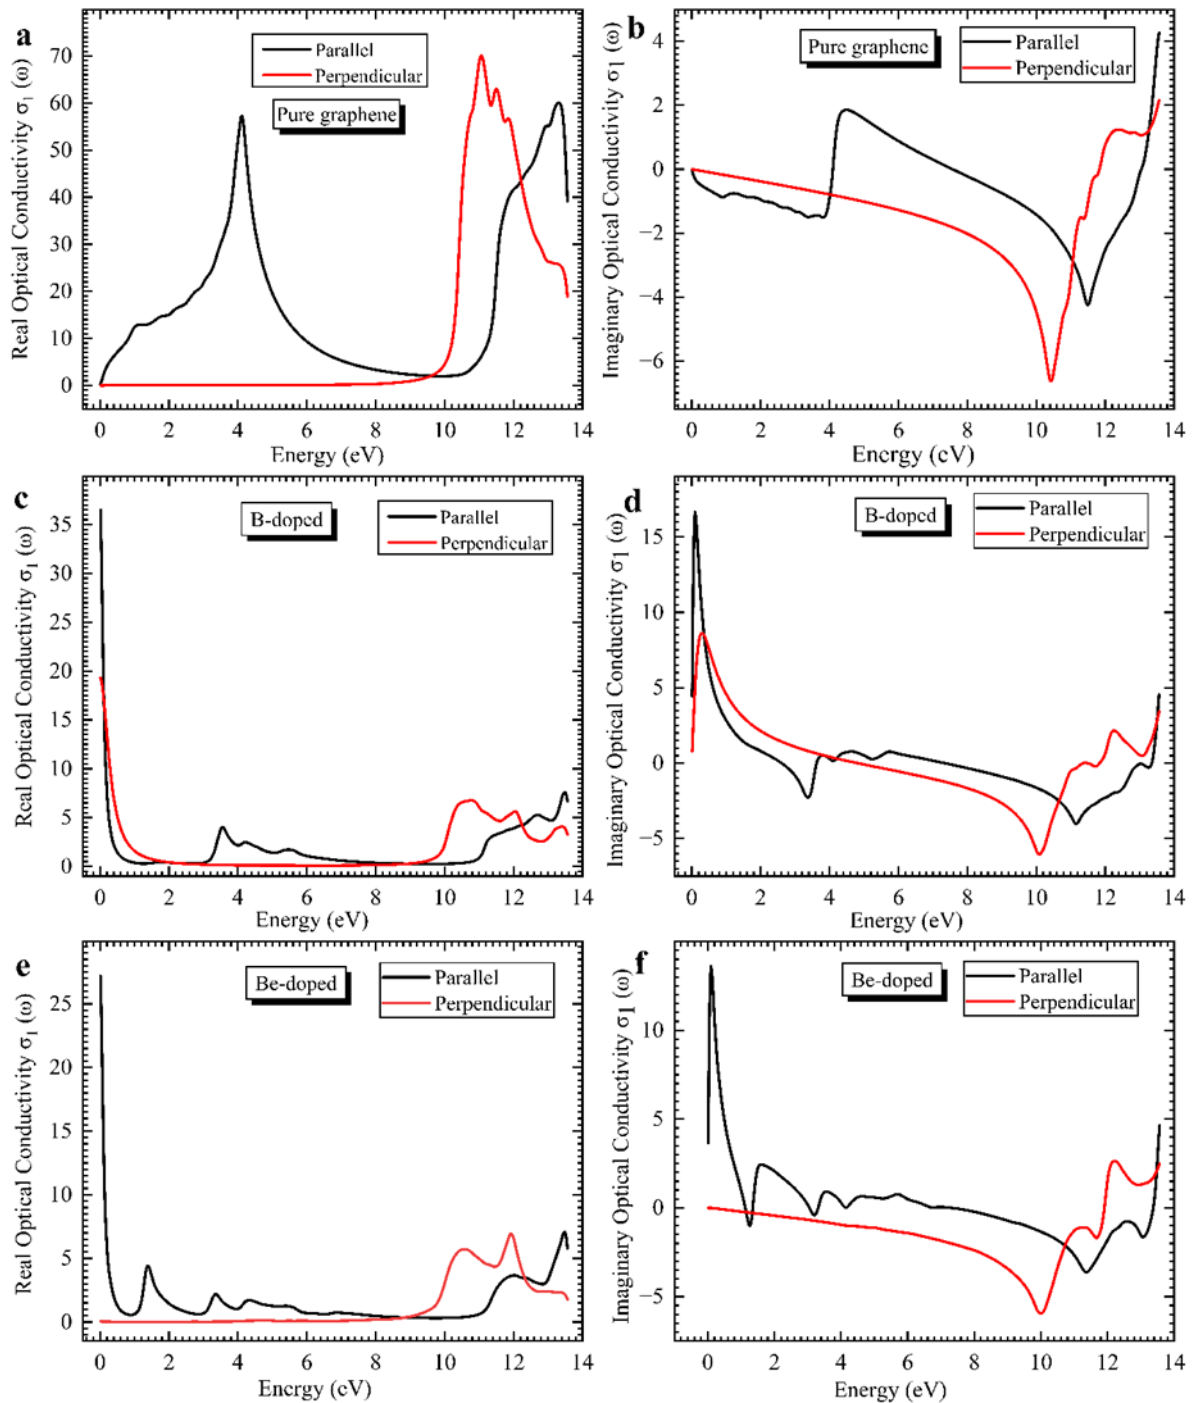 a
Real Optical Conductivity σ1 (ω)
70
60
50
40
30
20
10
0
Parallel
Perpendicular
Pure graphene
0 2 4 6 8 10 12 14
Energy (eV)
b
Imaginary Optical Conductivity σ1 (ω)
4
2
0
−2
−4
−6
Pure graphene
Parallel
Perpendicular
0 2 4 6 8 10 12 14
Energy (eV)
c
Real Optical Conductivity σ1 (ω)
35
30
25
20
15
10
5
0
B-doped
Parallel
Perpendicular
0 2 4 6 8 10 12 14
Energy (eV)
d
Imaginary Optical Conductivity σ1 (ω)
15
10
5
0
−5
B-doped
Parallel
Perpendicular
0 2 4 6 8 10 12 14
Energy (eV)
e
Real Optical Conductivity σ1 (ω)
25
20
15
10
5
0
Be-doped
Parallel
Perpendicular
0 2 4 6 8 10 12 14
Energy (eV)
f
Imaginary Optical Conductivity σ1 (ω)
10
5
0
−5
Be-doped
Parallel
Perpendicular
0 2 4 6 8 10 12 14
Energy (eV)